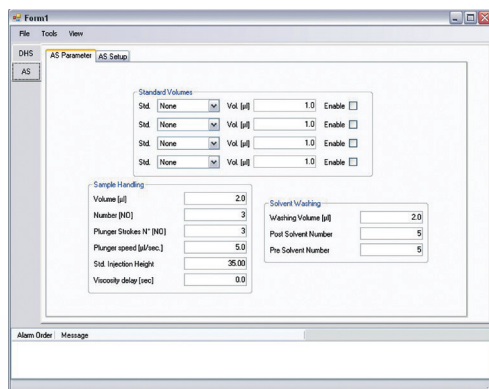 Form1
File Tools View
DHS
AS
AS Parameter AS Setup
Standard Volumes
Std. None Vol. [µl] 1.0 Enable
Std. None Vol. [µl] 1.0 Enable
Std. None Vol. [µl] 1.0 Enable
Std. None Vol. [µl] 1.0 Enable
Sample Handling
Volume [µl] 2.0
Number [NO] 3
Plunger Strokes N° [NO] 3
Plunger speed [µl/sec.] 5.0
Std. Injection Height 35.00
Viscosity delay [sec] 0.0
Solvent Washing
Washing Volume [µl] 2.0
Post Solvent Number 5
Pre Solvent Number 5
Alarm Order Message